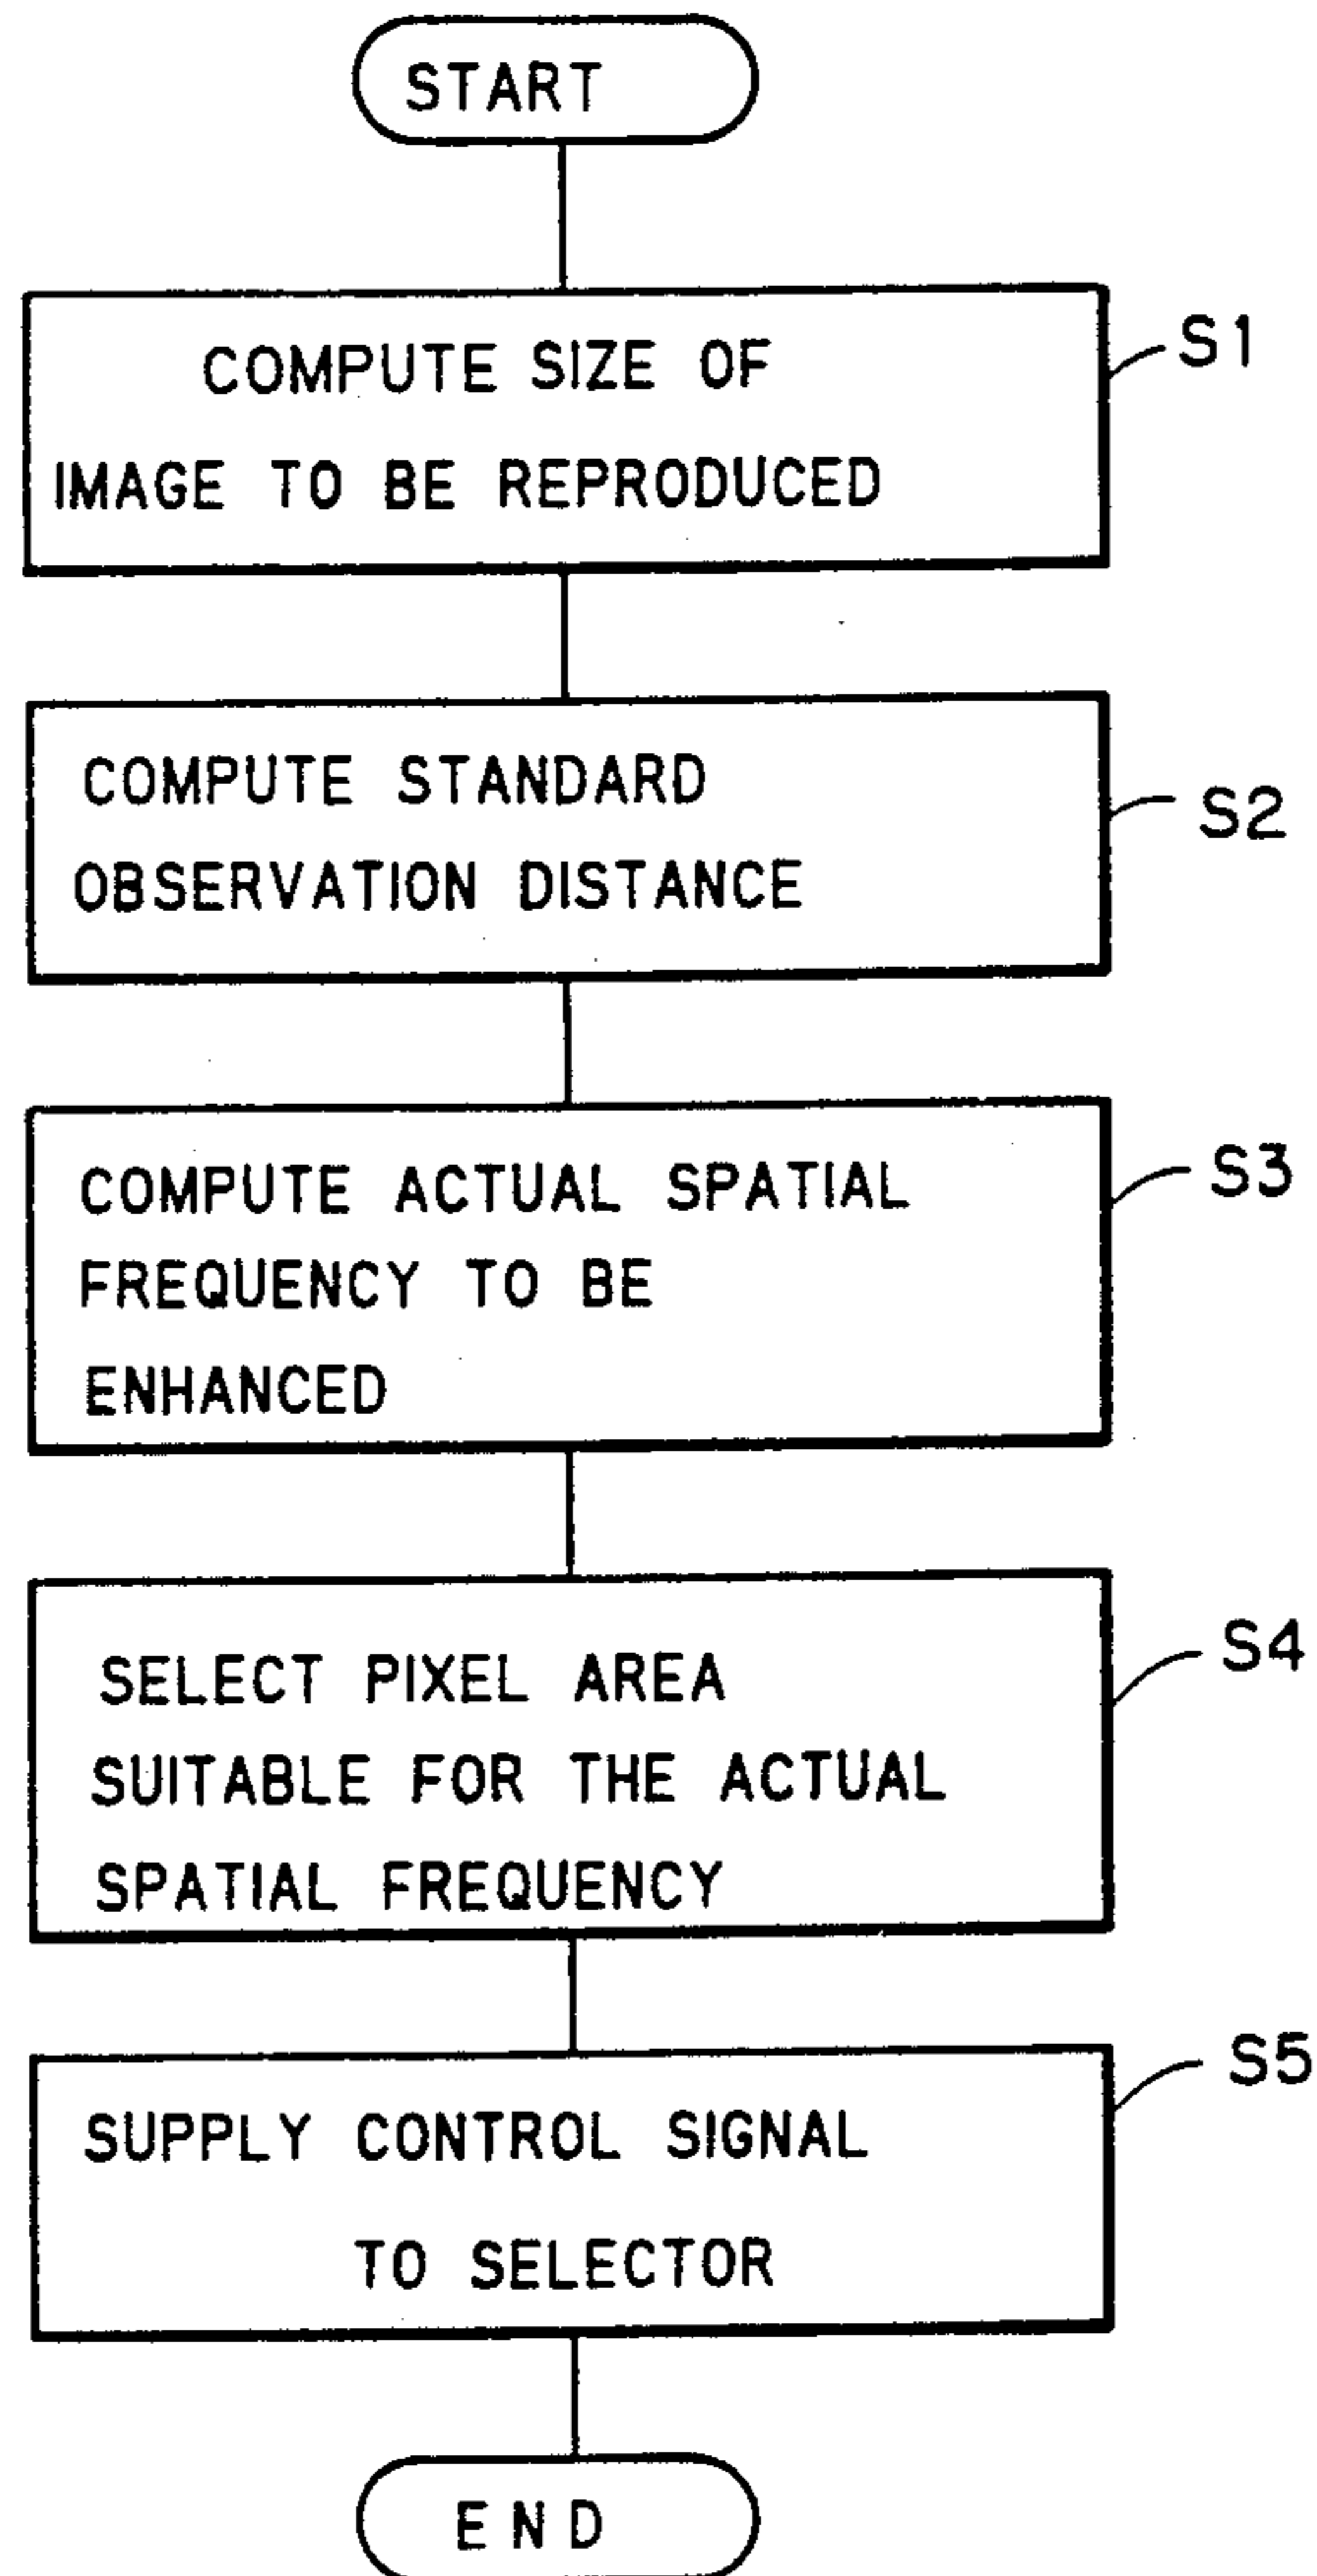 START
COMPUTE SIZE OF
IMAGE TO BE REPRODUCED
S1
COMPUTE STANDARD
OBSERVATION DISTANCE
S2
COMPUTE ACTUAL SPATIAL
FREQUENCY TO BE
ENHANCED
S3
SELECT PIXEL AREA
SUITABLE FOR THE ACTUAL
SPATIAL FREQUENCY
S4
SUPPLY CONTROL SIGNAL
TO SELECTOR
S5
END